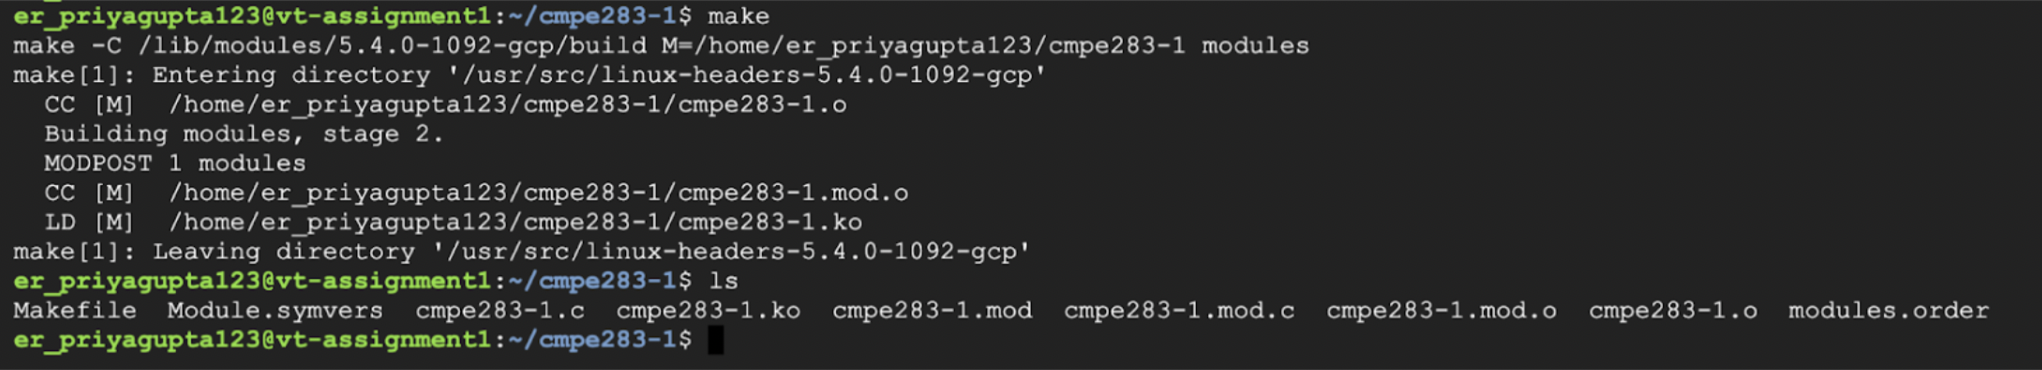 er_priyagupta123@vt-assignment1:~/cmpe283-1$ make
make -C /lib/modules/5.4.0-1092-gcp/build M=/home/er_priyagupta123/cmpe283-1 modules
make[1]: Entering directory '/usr/src/linux-headers-5.4.0-1092-gcp'
  CC [M]  /home/er_priyagupta123/cmpe283-1/cmpe283-1.o
  Building modules, stage 2.
  MODPOST 1 modules
  CC [M]  /home/er_priyagupta123/cmpe283-1/cmpe283-1.mod.o
  LD [M]  /home/er_priyagupta123/cmpe283-1/cmpe283-1.ko
make[1]: Leaving directory '/usr/src/linux-headers-5.4.0-1092-gcp'
er_priyagupta123@vt-assignment1:~/cmpe283-1$ ls
Makefile  Module.symvers  cmpe283-1.c  cmpe283-1.ko  cmpe283-1.mod  cmpe283-1.mod.c  cmpe283-1.mod.o  cmpe283-1.o  modules.order
er_priyagupta123@vt-assignment1:~/cmpe283-1$